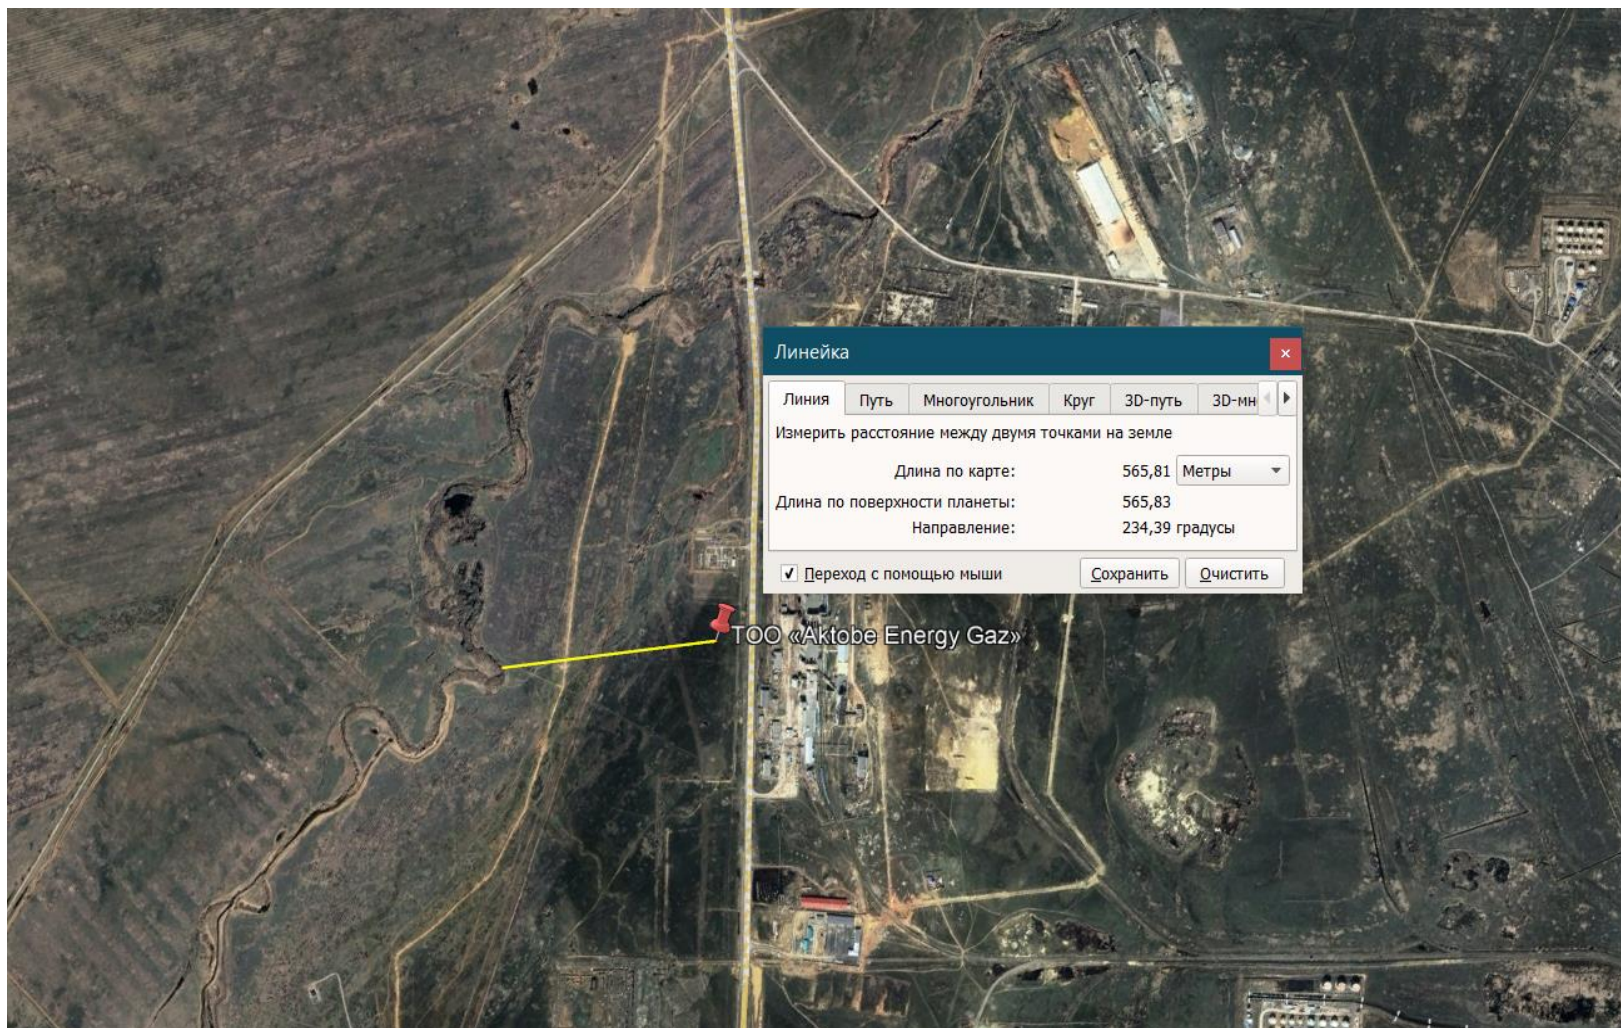 Линейка
Линия Путь Многоугольник Круг 3D-путь 3D-мн
Измерить расстояние между двумя точками на земле
Длина по карте: 565,81 Метры
Длина по поверхности планеты: 565,83
Направление: 234,39 градусы
Переход с помощью мыши Сохранить Очистить
ТОО «Aktobe Energy Gaz»